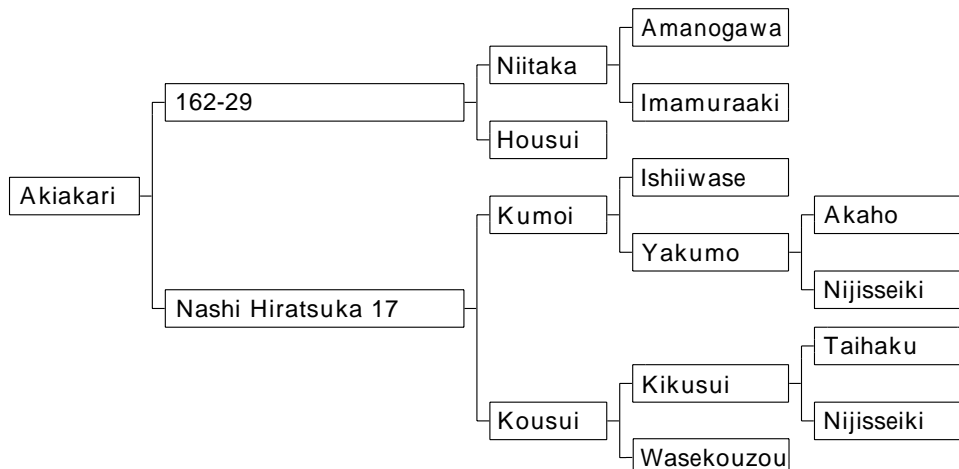 Amanogawa
Niitaka
162-29
Imamuraaki
Housui
Ishiiwase
Akiakari
Kumoi
Akaho
Yakumo
Nashi Hiratsuka 17
Nijisseiki
Taihaku
Kikusui
Kousui
Nijisseiki
Wasekouzou